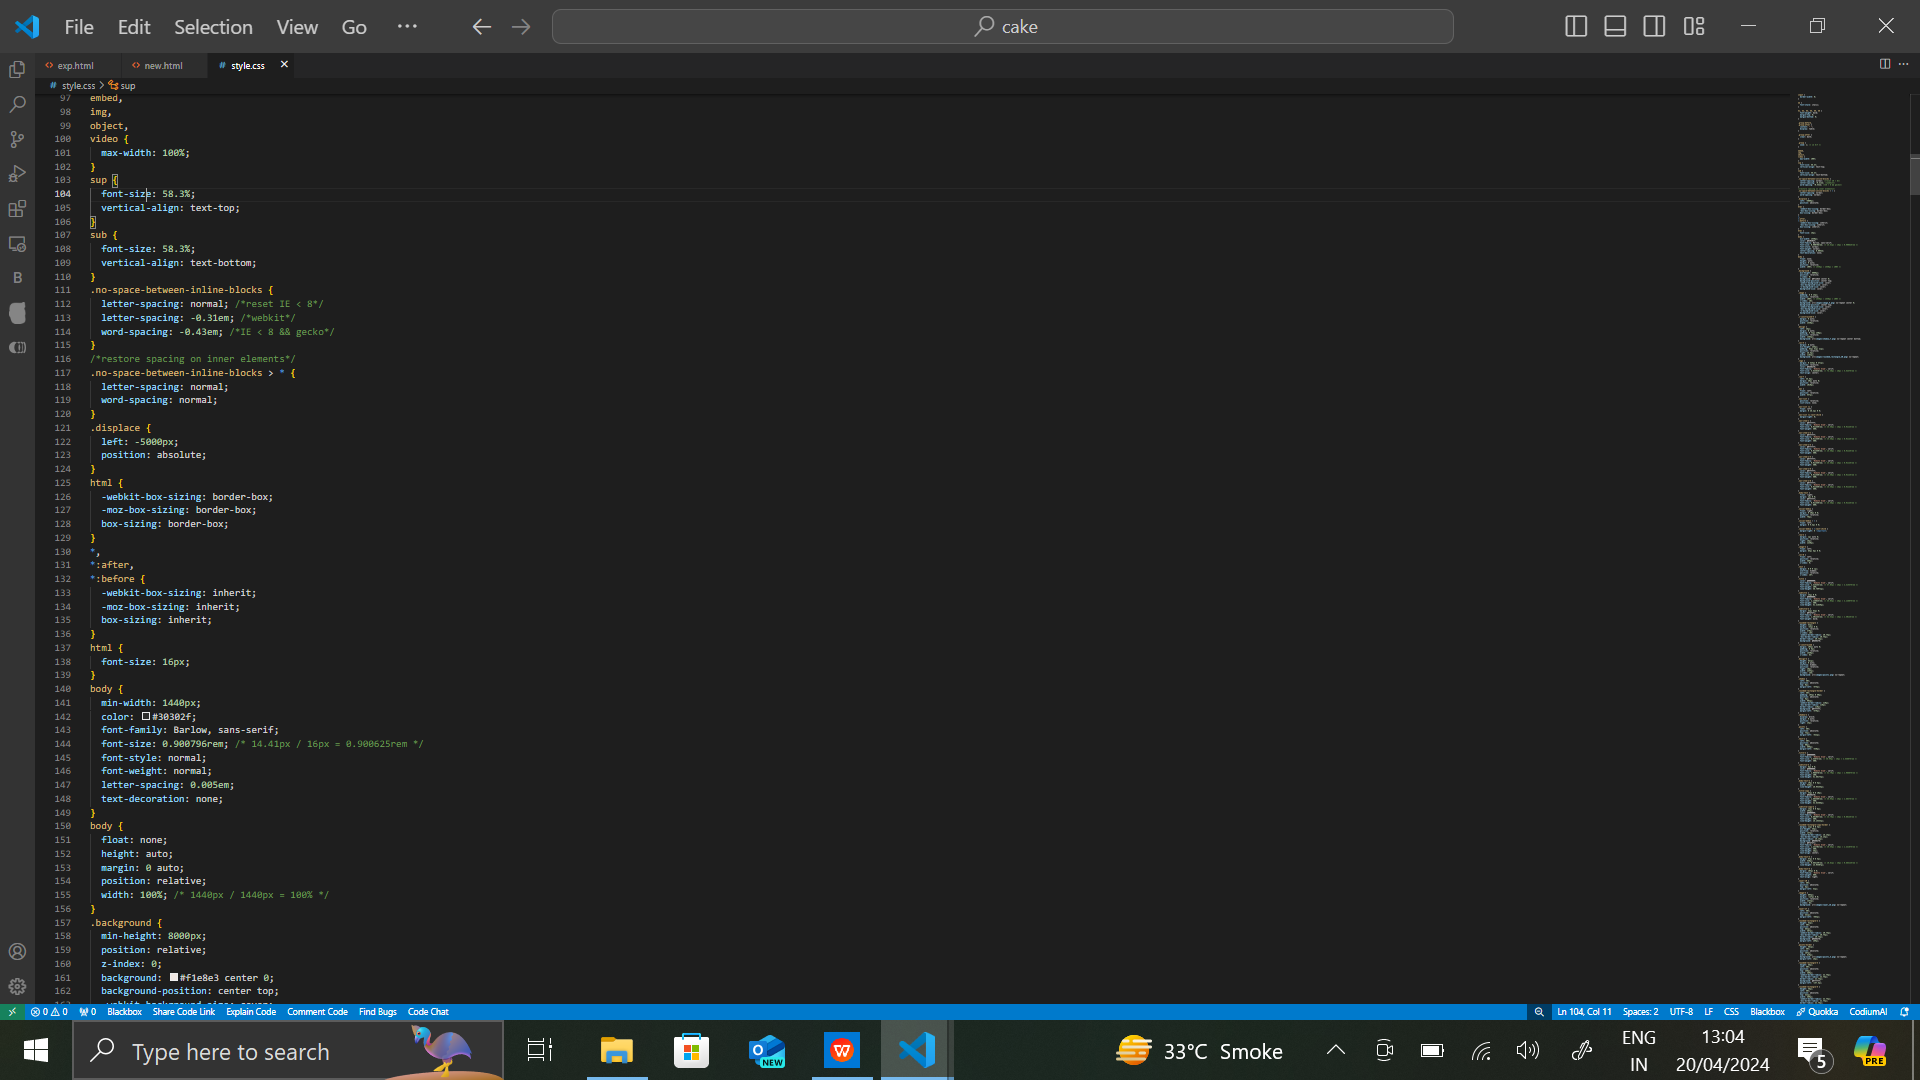 File Edit Selection View Go ··· cake
exp.html new.html style.css
style.css > sup
97 embed,
98 img,
99 object,
100 video {
101 max-width: 100%;
102 }
103 sup {
104 font-size: 58.3%;
105 vertical-align: text-top;
106 }
107 sub {
108 font-size: 58.3%;
109 vertical-align: text-bottom;
110 }
111 .no-space-between-inline-blocks {
112 letter-spacing: normal; /*reset IE < 8*/
113 letter-spacing: -0.31em; /*webkit*/
114 word-spacing: -0.43em; /*IE < 8 && gecko*/
115 }
116 /*restore spacing on inner elements*/
117 .no-space-between-inline-blocks > * {
118 letter-spacing: normal;
119 word-spacing: normal;
120 }
121 .displace {
122 left: -5000px;
123 position: absolute;
124 }
125 html {
126 -webkit-box-sizing: border-box;
127 -moz-box-sizing: border-box;
128 box-sizing: border-box;
129 }
130 *,
131 *:after,
132 *:before {
133 -webkit-box-sizing: inherit;
134 -moz-box-sizing: inherit;
135 box-sizing: inherit;
136 }
137 html {
138 font-size: 16px;
139 }
140 body {
141 min-width: 1440px;
142 color: #30302f;
143 font-family: Barlow, sans-serif;
144 font-size: 0.900796rem; /* 14.41px / 16px = 0.900625rem */
145 font-style: normal;
146 font-weight: normal;
147 letter-spacing: 0.005em;
148 text-decoration: none;
149 }
150 body {
151 float: none;
152 height: auto;
153 margin: 0 auto;
154 position: relative;
155 width: 100%; /* 1440px / 1440px = 100% */
156 }
157 .background {
158 min-height: 8000px;
159 position: relative;
160 z-index: 0;
161 background: #f1e8e3 center 0;
162 background-position: center top;
0 0 0 Blackbox Share Code Link Explain Code Comment Code Find Bugs Code Chat Ln 104, Col 11 Spaces: 2 UTF-8 LF CSS Blackbox Quokka CodiumAI
Type here to search NEW 33°C Smoke ENG 13:04 5 PRE
IN 20/04/2024